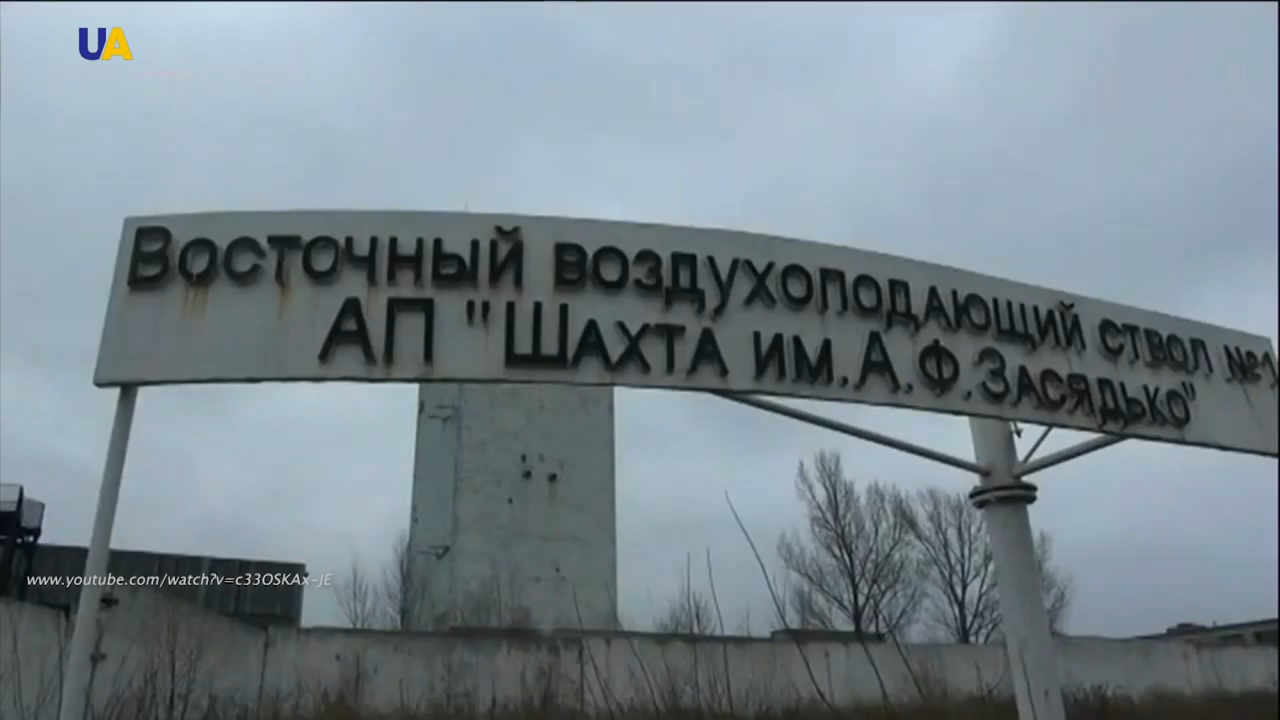 UA
Восточный воздухоподающий ствол №1
АП "Шахта им.А.Ф.Засядько"
www.youtube.com/watch?v=c33OSKAx-JE